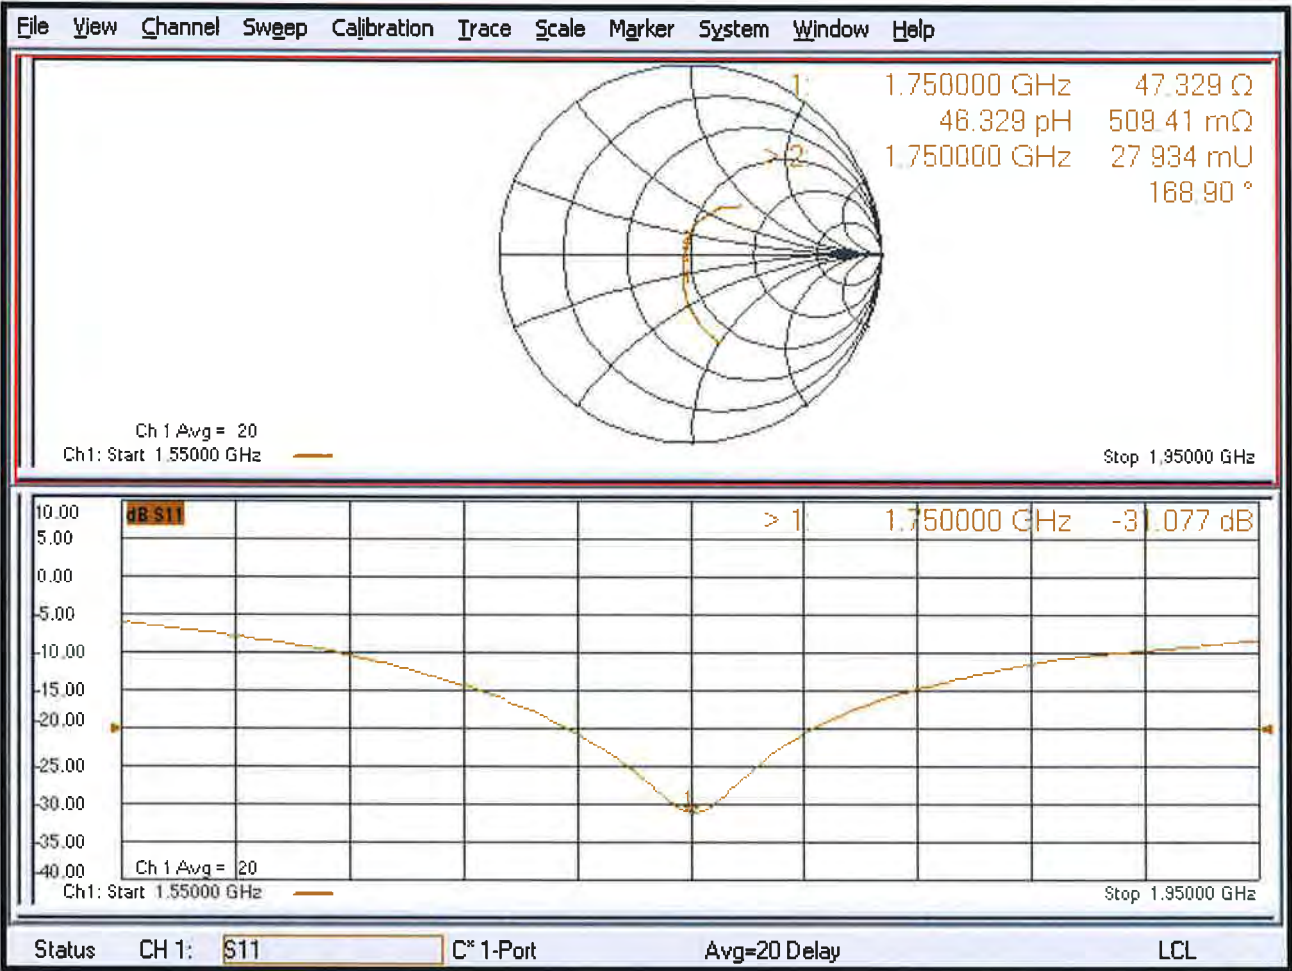 File View Channel Sweep Calibration Trace Scale Marker System Window Help
1: 1.750000 GHz 47.329 Ω
46.329 pH 509.41 mΩ
> 2: 1.750000 GHz 27.934 mU
168.90 °
Ch 1 Avg = 20
Ch1: Start 1.55000 GHz Stop 1.95000 GHz
10.00 dB S11 > 1: 1.750000 GHz -31.077 dB
5.00
0.00
-5.00
-10.00
-15.00
-20.00
-25.00
-30.00 1
-35.00
-40.00 Ch 1 Avg = 20
Ch1: Start 1.55000 GHz Stop 1.95000 GHz
Status CH 1: S11 C* 1-Port Avg=20 Delay LCL